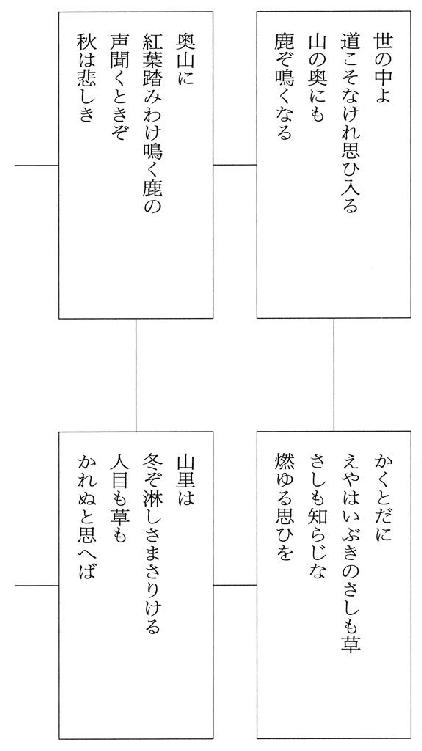 世の中よ
道こそなけれ思ひ入る
山の奥にも
鹿ぞ鳴くなる
奥山に
紅葉踏みわけ鳴く鹿の
声聞くときぞ
秋は悲しき
かくとだに
えやはいぶきのさしも草
さしも知らじな
燃ゆる思ひを
山里は
冬ぞ淋しさまさりける
人目も草も
かれぬと思へば